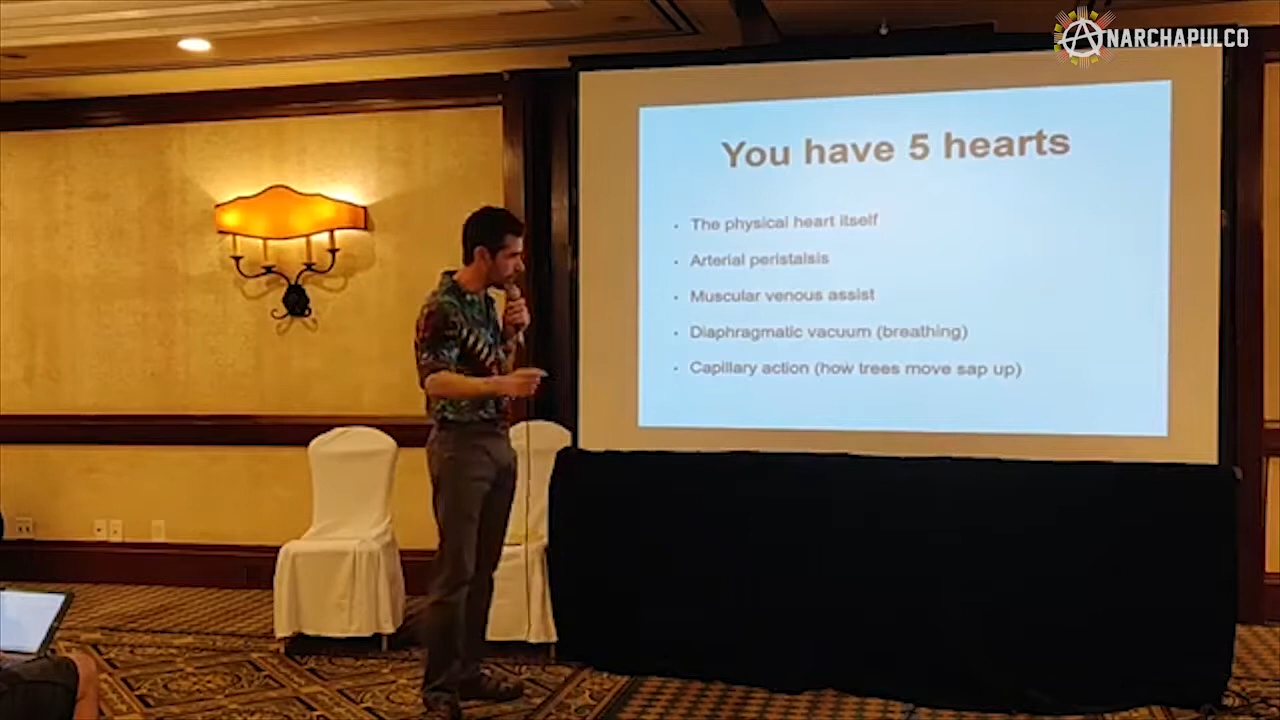 ANARCHAPULCO
You have 5 hearts
• The physical heart itself
• Arterial peristalsis
• Muscular venous assist
• Diaphragmatic vacuum (breathing)
• Capillary action (how trees move sap up)